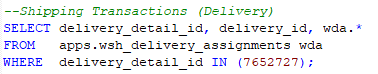 --Shipping Transactions (Delivery)
SELECT delivery_detail_id, delivery_id, wda.*
FROM   apps.wsh_delivery_assignments wda
WHERE  delivery_detail_id IN (7652727);